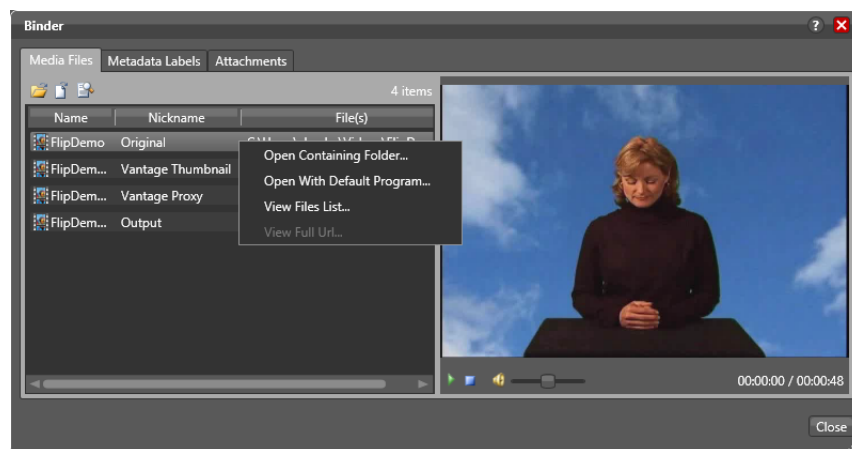 Binder
?
Media Files Metadata Labels Attachments
4 items
Name Nickname File(s)
FlipDemo Original
FlipDem... Vantage Thumbnail
FlipDem... Vantage Proxy
FlipDem... Output
Open Containing Folder...
Open With Default Program...
View Files List...
View Full Url...
00:00:00 / 00:00:48
Close